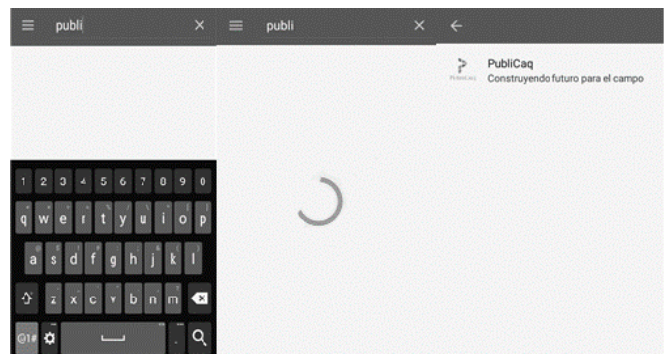 publi
1 2 3 4 5 6 7 8 9 0
q w e r t y u i o p
a s d f g h j k l
z x c v b n m
@1# .
publi
PubliCaq
Construyendo futuro para el campo